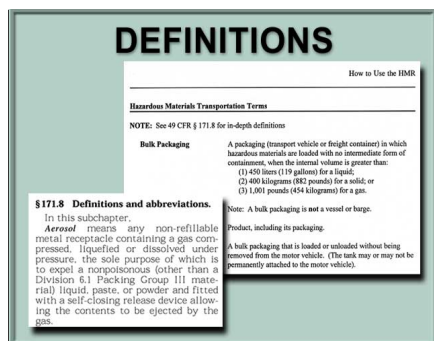 DEFINITIONS
How to Use the HMR
Hazardous Materials Transportation Terms
NOTE: See 49 CFR § 171.8 for in-depth definitions
Bulk Packaging
A packaging (transport vehicle or freight container) in which
hazardous materials are loaded with no intermediate form of
containment, when the internal volume is greater than:
(1) 450 liters (119 gallons) for a liquid;
(2) 400 kilograms (882 pounds) for a solid; or
(3) 1,001 pounds (454 kilograms) for a gas.
Note: A bulk packaging is not a vessel or barge.
Product, including its packaging.
A bulk packaging that is loaded or unloaded without being
removed from the motor vehicle. (The tank may or may not be
permanently attached to the motor vehicle).
§ 171.8 Definitions and abbreviations.
In this subchapter,
Aerosol means any non-refillable
metal receptacle containing a gas com-
pressed, liquefied or dissolved under
pressure, the sole purpose of which is
to expel a nonpoisonous (other than a
Division 6.1 Packing Group III mate-
rial) liquid, paste, or powder and fitted
with a self-closing release device allow-
ing the contents to be ejected by the
gas.